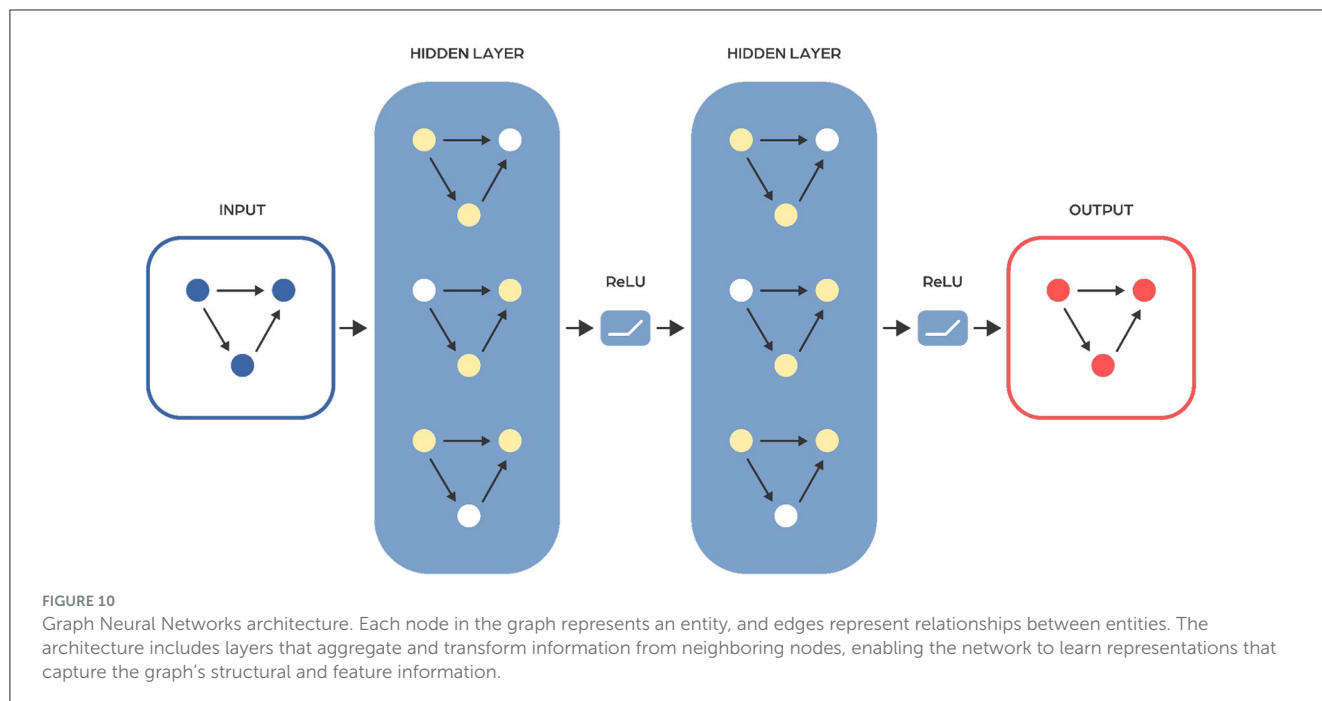 HIDDEN LAYER
HIDDEN LAYER
INPUT
OUTPUT
ReLU
ReLU
FIGURE 10
Graph Neural Networks architecture. Each node in the graph represents an entity, and edges represent relationships between entities. The
architecture includes layers that aggregate and transform information from neighboring nodes, enabling the network to learn representations that
capture the graph's structural and feature information.